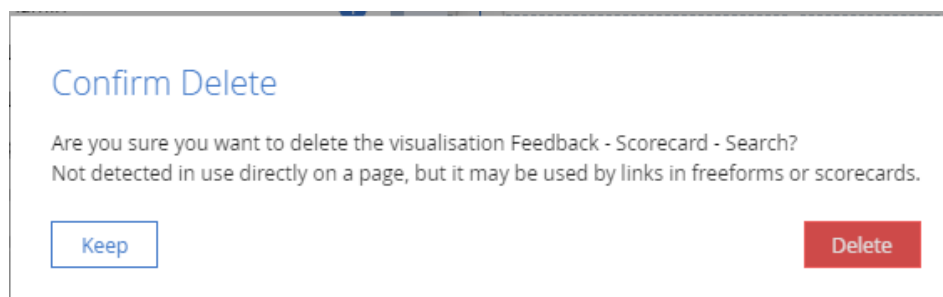 Confirm Delete
Are you sure you want to delete the visualisation Feedback - Scorecard - Search?
Not detected in use directly on a page, but it may be used by links in freeforms or scorecards.
Keep
Delete